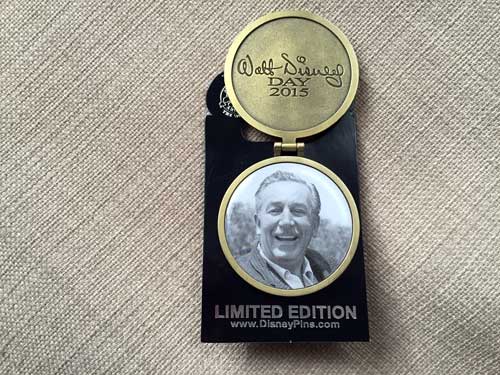 Walt Disney
DAY
2015
LIMITED EDITION
www.DisneyPins.com